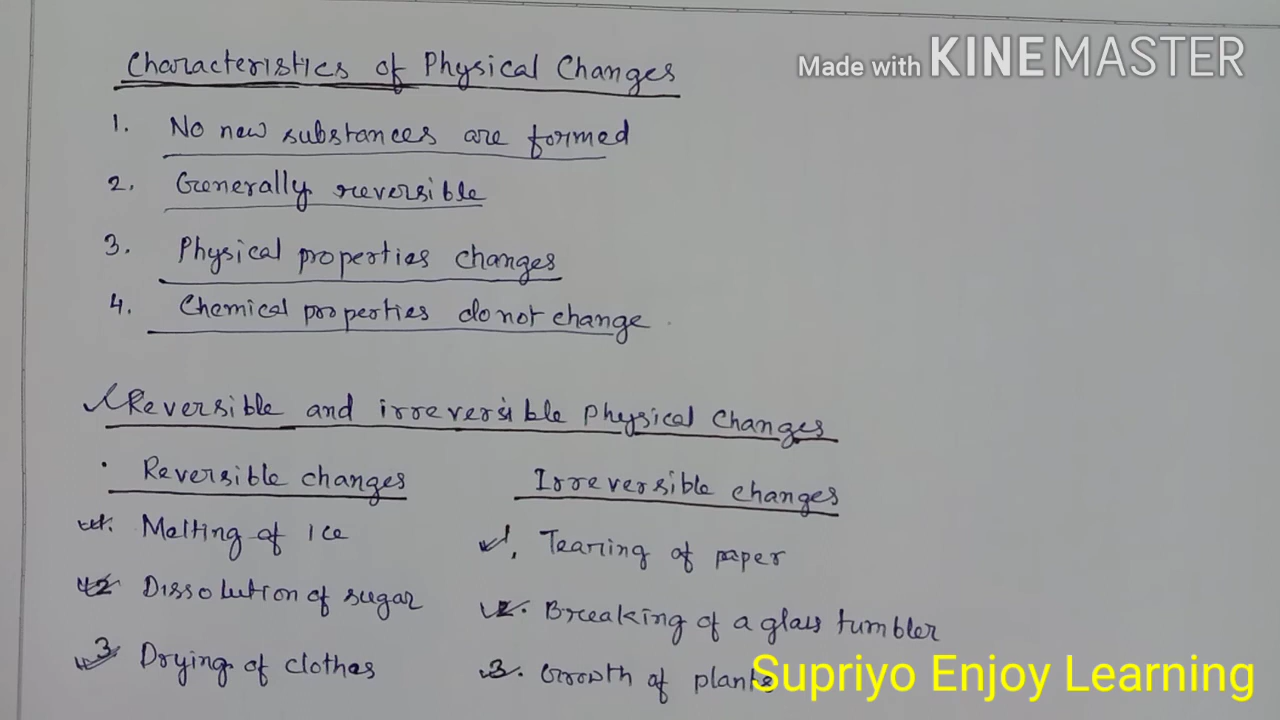 Made with KINEMASTER
Characteristics of Physical Changes
1. No new substances are formed
2. Generally reversible
3. Physical properties changes
4. Chemical properties do not change
Reversible and irreversible Physical Changes
Reversible changes
1. Melting of Ice
2. Dissolution of sugar
3 Drying of clothes
Irreversible changes
1. Tearing of paper
2. Breaking of a glass tumbler
3. Growth of plants
Supriyo Enjoy Learning